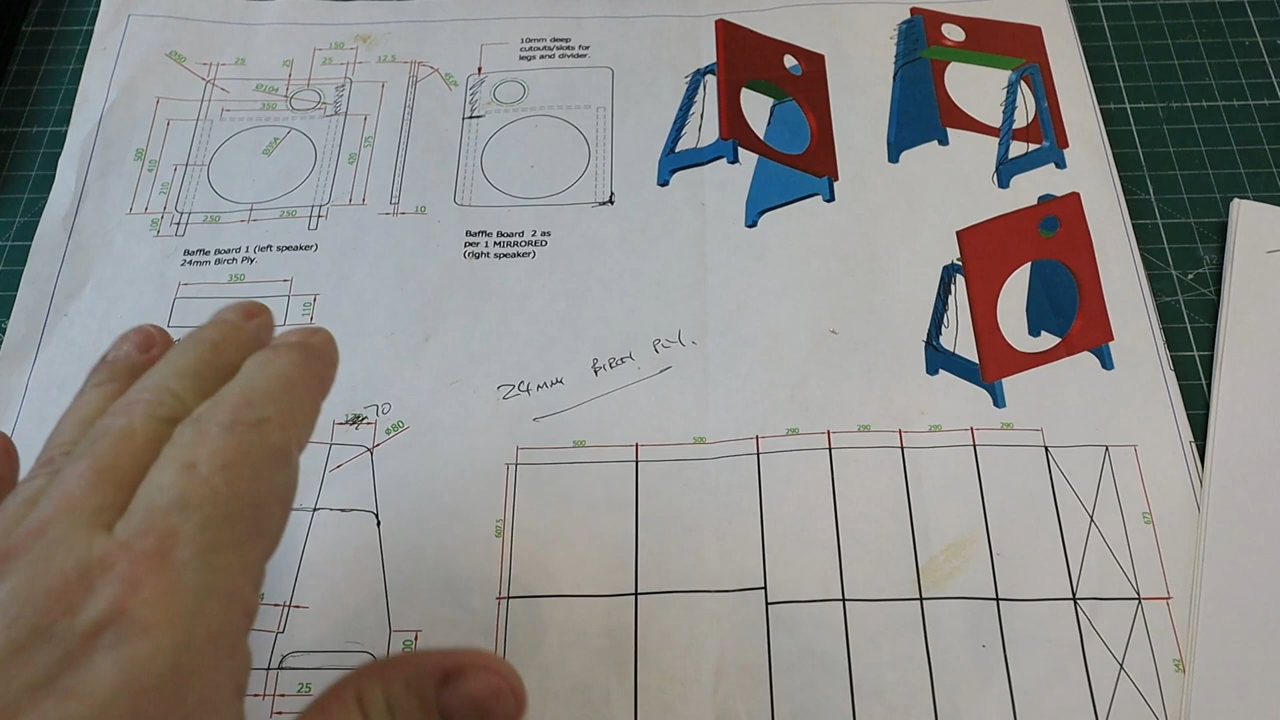 150
25
25
12.5
Ø104
350
Ø254
500
410
210
100
250
250
450
575
10
10mm deep
cutouts/slots for
legs and divider.
Baffle Board 1 (left speaker)
24mm Birch Ply.
Baffle Board 2 as
per 1 MIRRORED
(right speaker)
350
110
24mm BIRCH PLY.
70
Ø80
500
500
290
290
290
290
607.5
673
25